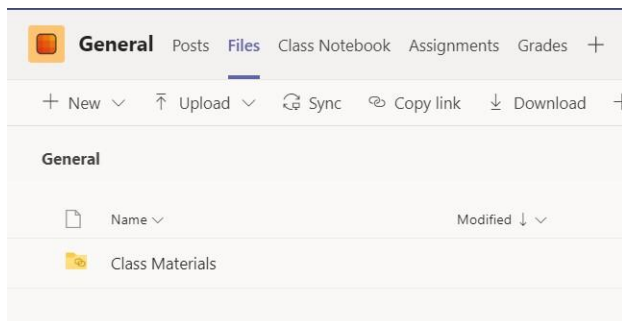 General Posts Files Class Notebook Assignments Grades +
+ New Upload Sync Copy link Download +
General
Name Modified ↓
Class Materials